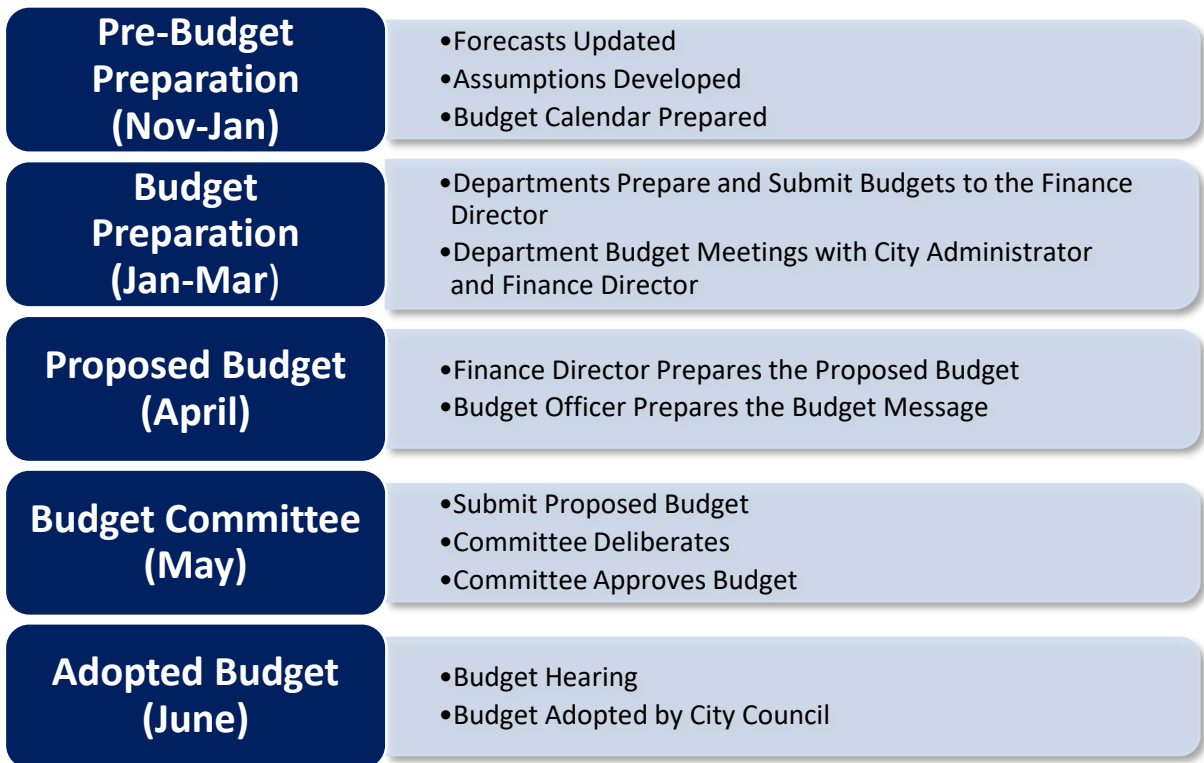 Pre-Budget
Preparation
(Nov-Jan)
•Forecasts Updated
•Assumptions Developed
•Budget Calendar Prepared
Budget
Preparation
(Jan-Mar)
•Departments Prepare and Submit Budgets to the Finance
Director
•Department Budget Meetings with City Administrator
and Finance Director
Proposed Budget
(April)
•Finance Director Prepares the Proposed Budget
•Budget Officer Prepares the Budget Message
Budget Committee
(May)
•Submit Proposed Budget
•Committee Deliberates
•Committee Approves Budget
Adopted Budget
(June)
•Budget Hearing
•Budget Adopted by City Council